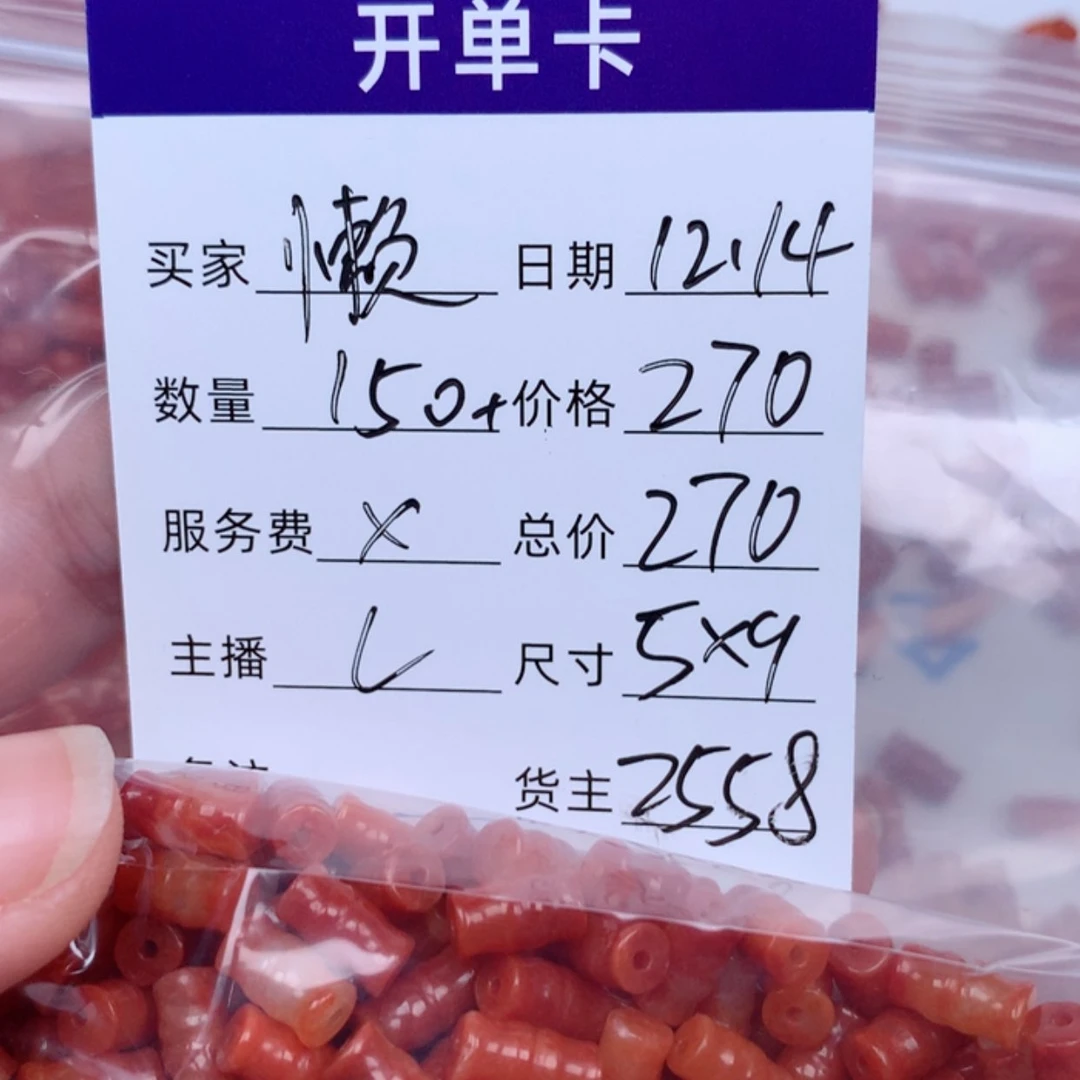 开单卡
买家 懒 日期 12.14
数量 150+ 价格 270
服务费 x 总价 270
主播 L 尺寸 5x9
货主 2558